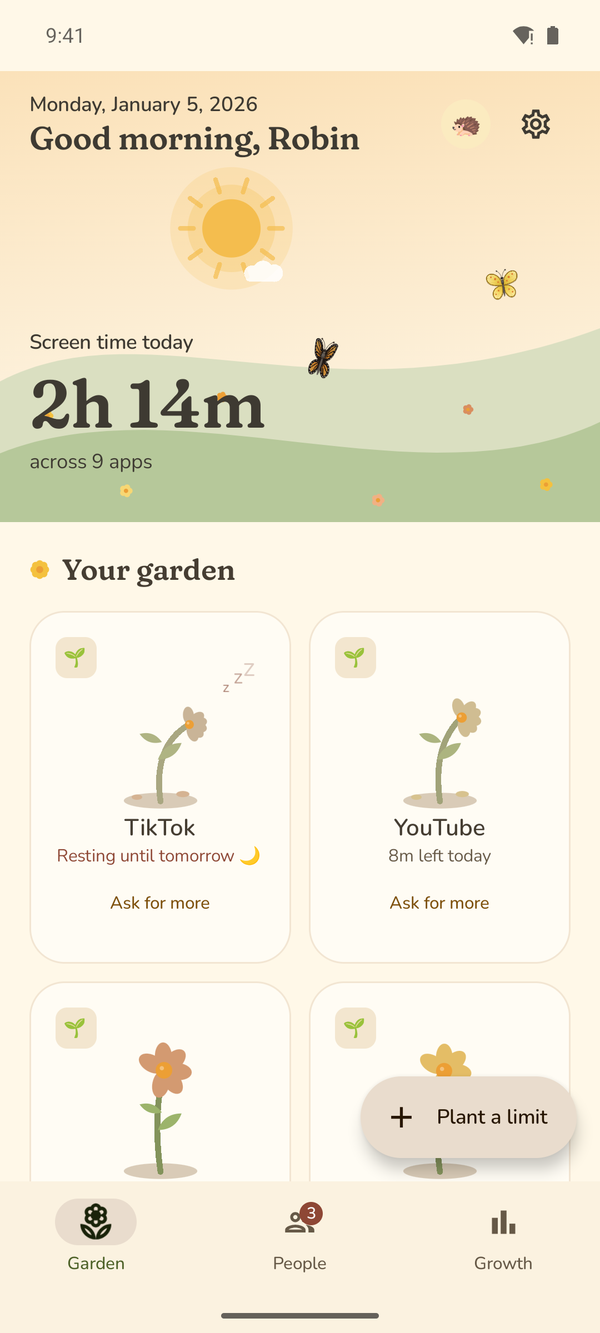 9:41
Monday, January 5, 2026
Good morning, Robin
Screen time today
2h 14m
across 9 apps
Your garden
z z Z
TikTok
Resting until tomorrow 🌙
Ask for more
YouTube
8m left today
Ask for more
+ Plant a limit
3
Garden
People
Growth